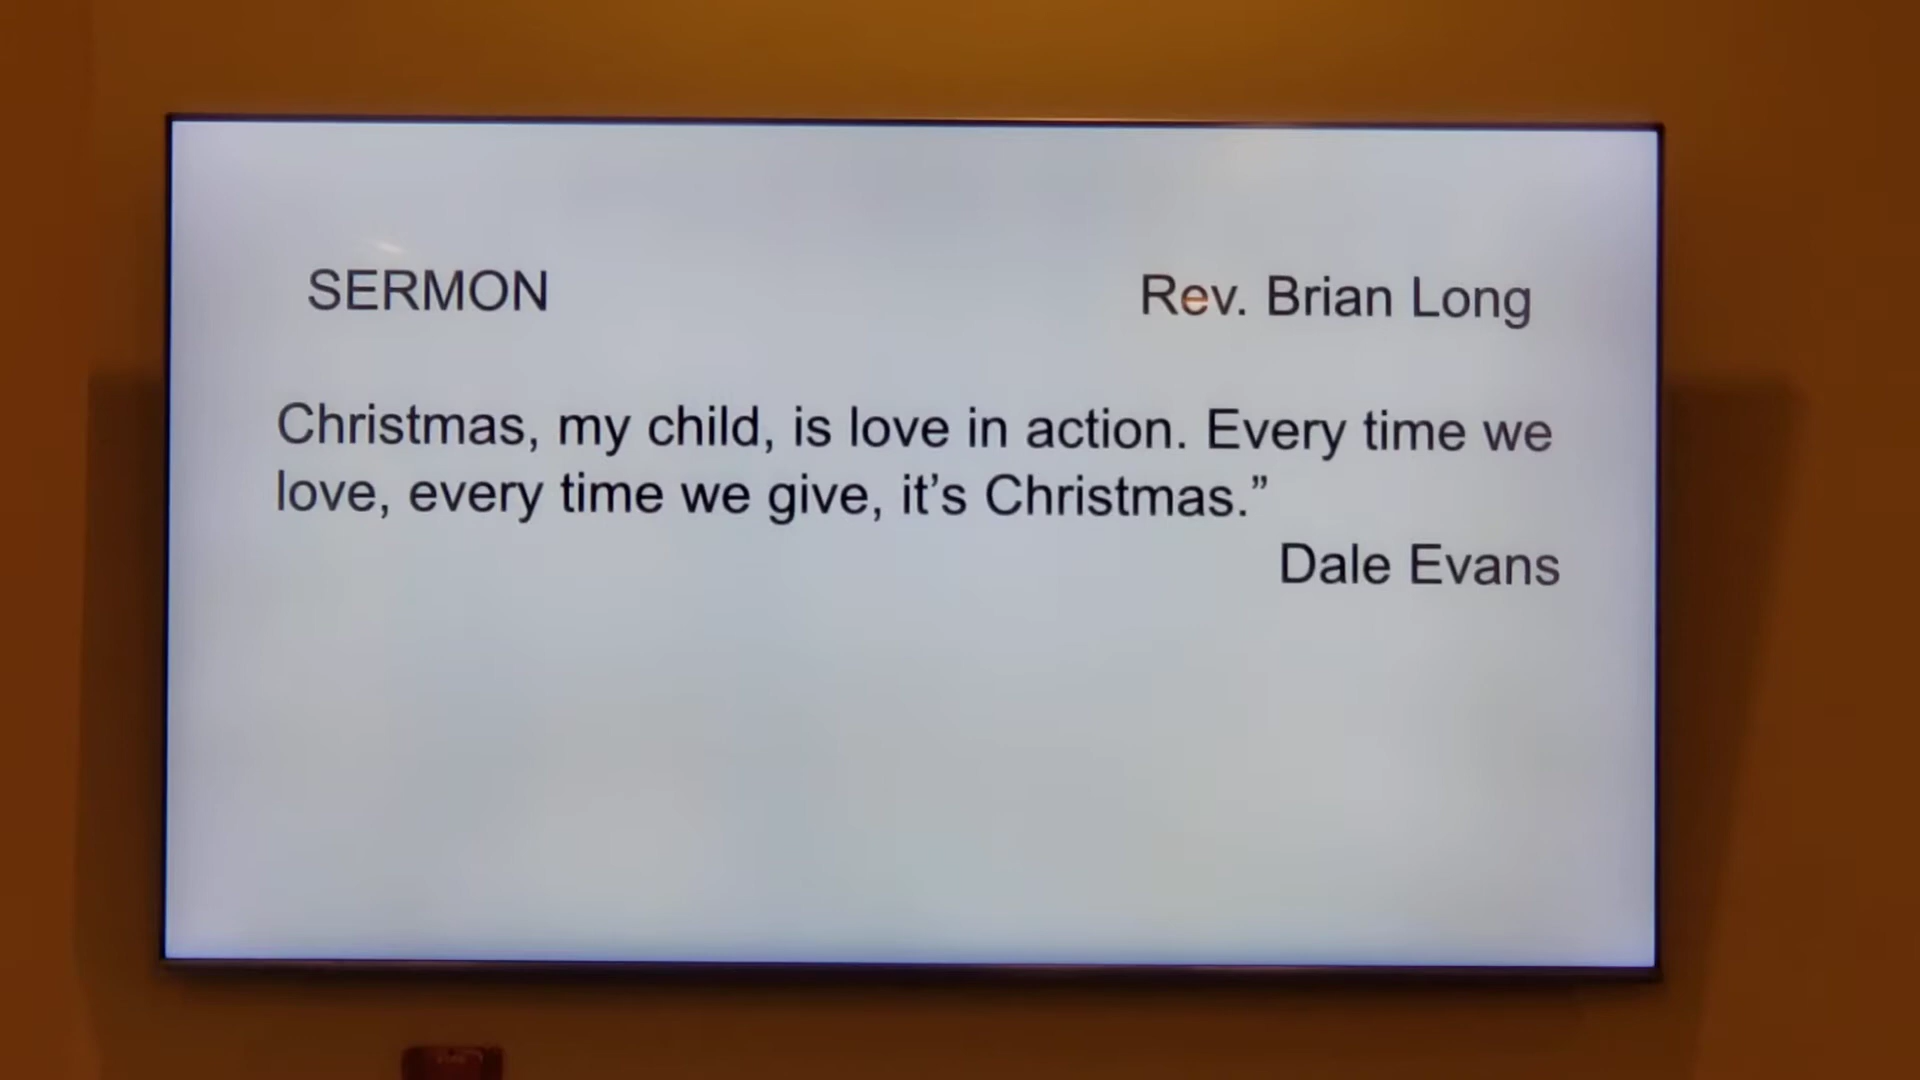 SERMON Rev. Brian Long
Christmas, my child, is love in action. Every time we
love, every time we give, it’s Christmas.”
Dale Evans